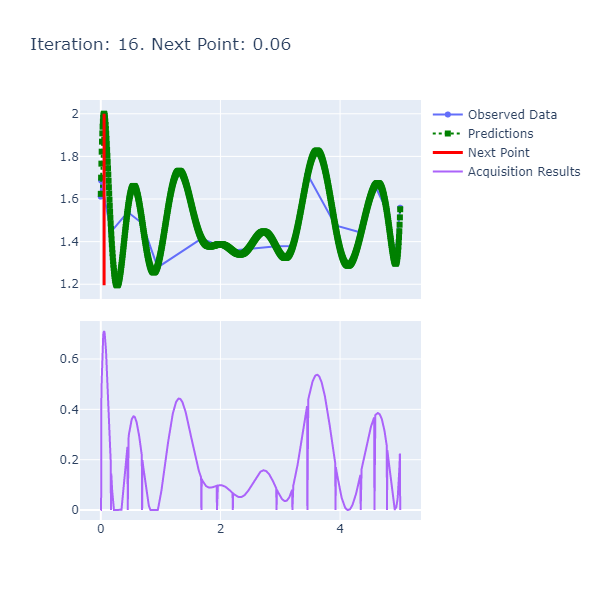 Iteration: 16. Next Point: 0.06
2
1.8
1.6
1.4
1.2
Observed Data
Predictions
Next Point
Acquisition Results
0.6
0.4
0.2
0
0
2
4